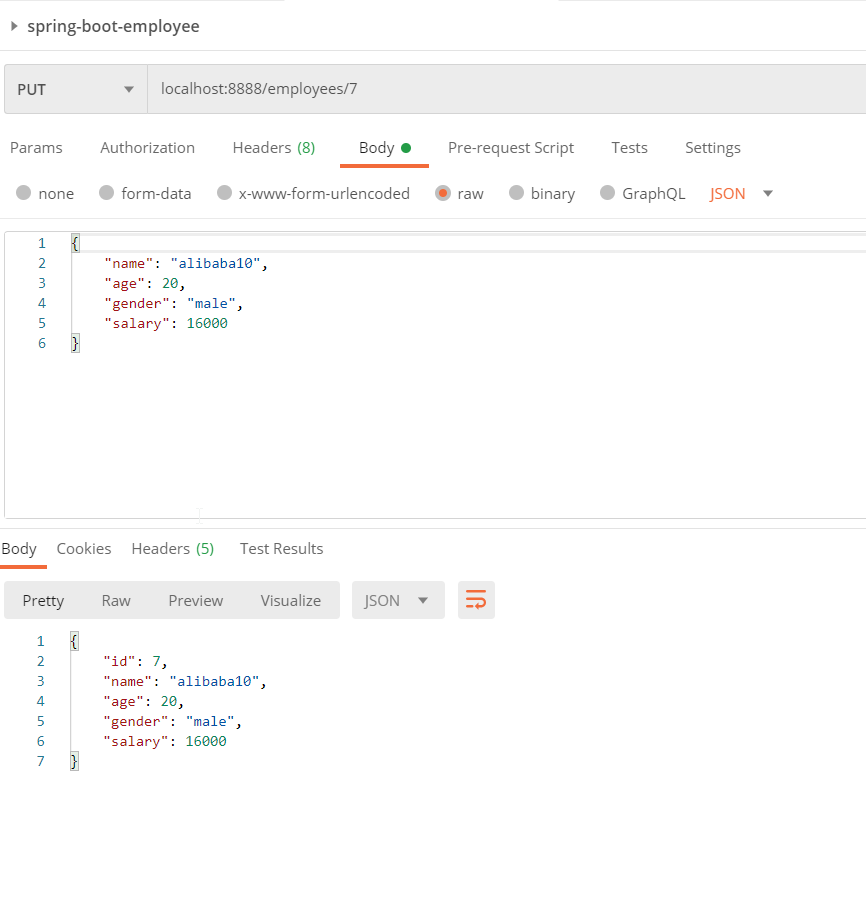 spring-boot-employee
PUT localhost:8888/employees/7
Params Authorization Headers (8) Body Pre-request Script Tests Settings
none form-data x-www-form-urlencoded raw binary GraphQL JSON
1 {
2 "name": "alibaba10",
3 "age": 20,
4 "gender": "male",
5 "salary": 16000
6 }
Body Cookies Headers (5) Test Results
Pretty Raw Preview Visualize JSON
1 {
2 "id": 7,
3 "name": "alibaba10",
4 "age": 20,
5 "gender": "male",
6 "salary": 16000
7 }